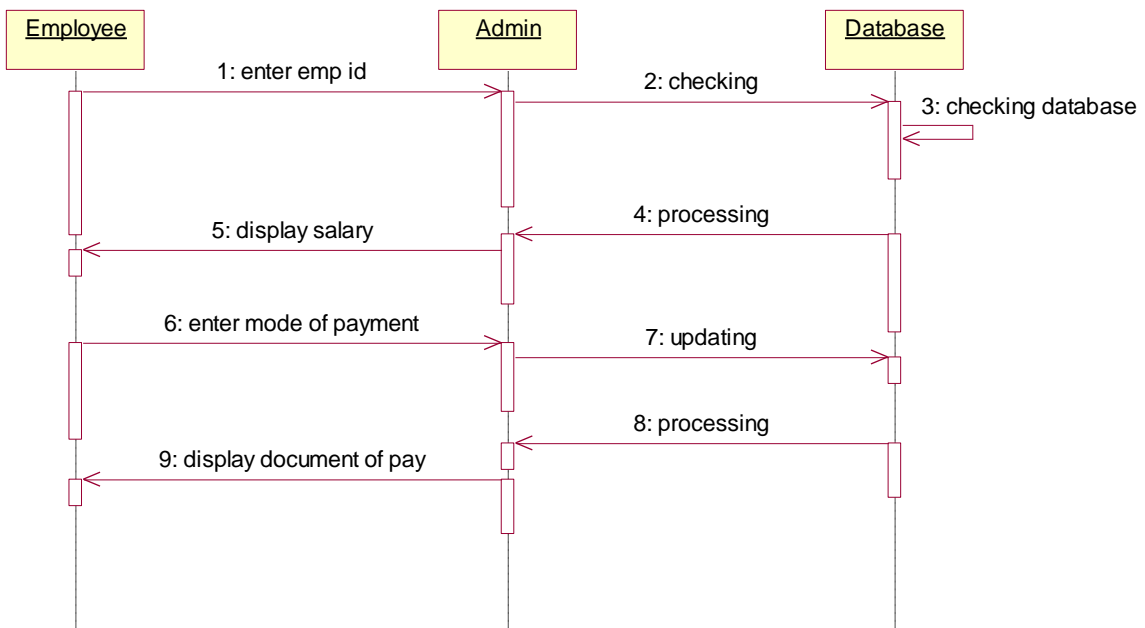 Employee
Admin
Database
1: enter emp id
2: checking
3: checking database
4: processing
5: display salary
6: enter mode of payment
7: updating
8: processing
9: display document of pay